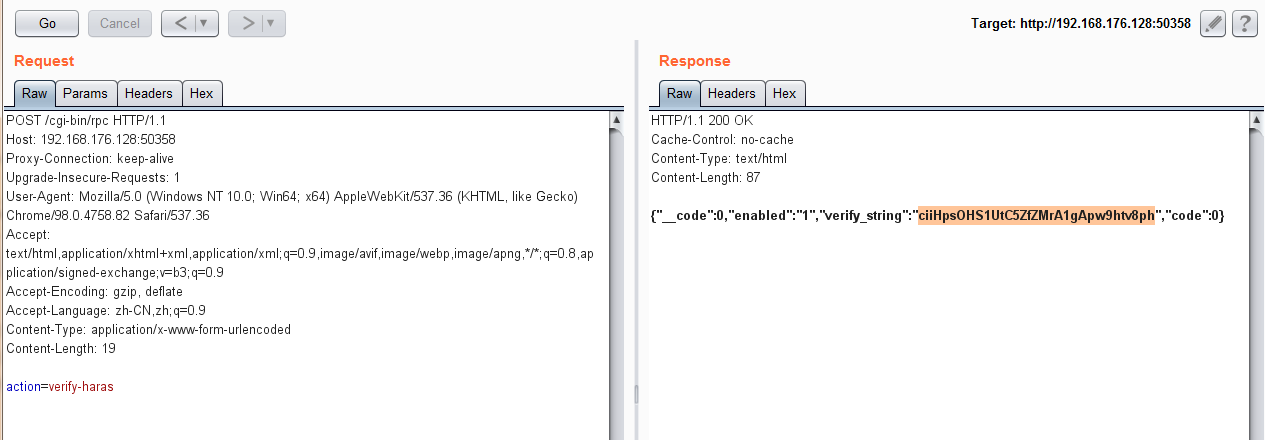 Go
Cancel
<
>
Target: http://192.168.176.128:50358
?
Request
Response
Raw Params Headers Hex
Raw Headers Hex
POST /cgi-bin/rpc HTTP/1.1
Host: 192.168.176.128:50358
Proxy-Connection: keep-alive
Upgrade-Insecure-Requests: 1
User-Agent: Mozilla/5.0 (Windows NT 10.0; Win64; x64) AppleWebKit/537.36 (KHTML, like Gecko)
Chrome/98.0.4758.82 Safari/537.36
Accept:
text/html,application/xhtml+xml,application/xml;q=0.9,image/avif,image/webp,image/apng,*/*;q=0.8,ap
plication/signed-exchange;v=b3;q=0.9
Accept-Encoding: gzip, deflate
Accept-Language: zh-CN,zh;q=0.9
Content-Type: application/x-www-form-urlencoded
Content-Length: 19
action=verify-haras
HTTP/1.1 200 OK
Cache-Control: no-cache
Content-Type: text/html
Content-Length: 87
{"__code":0,"enabled":"1","verify_string":"ciiHpsOHS1UtC5ZfZMrA1gApw9htv8ph","code":0}